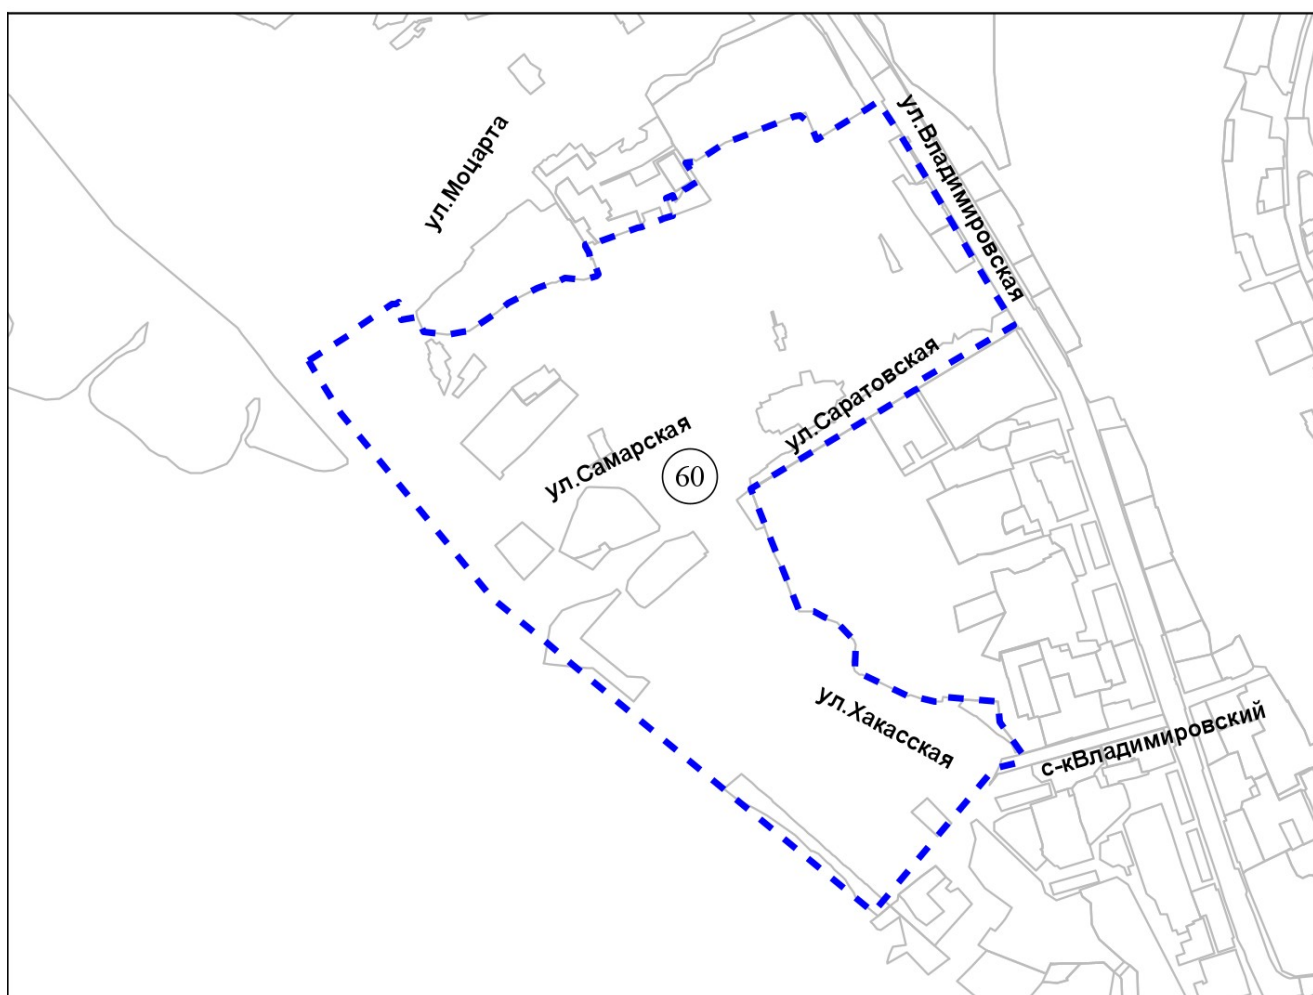 ул.Владимировская
ул.Моцарта
ул.Саратовская
ул.Самарская
60
ул.Хакасская
с-кВладимировский